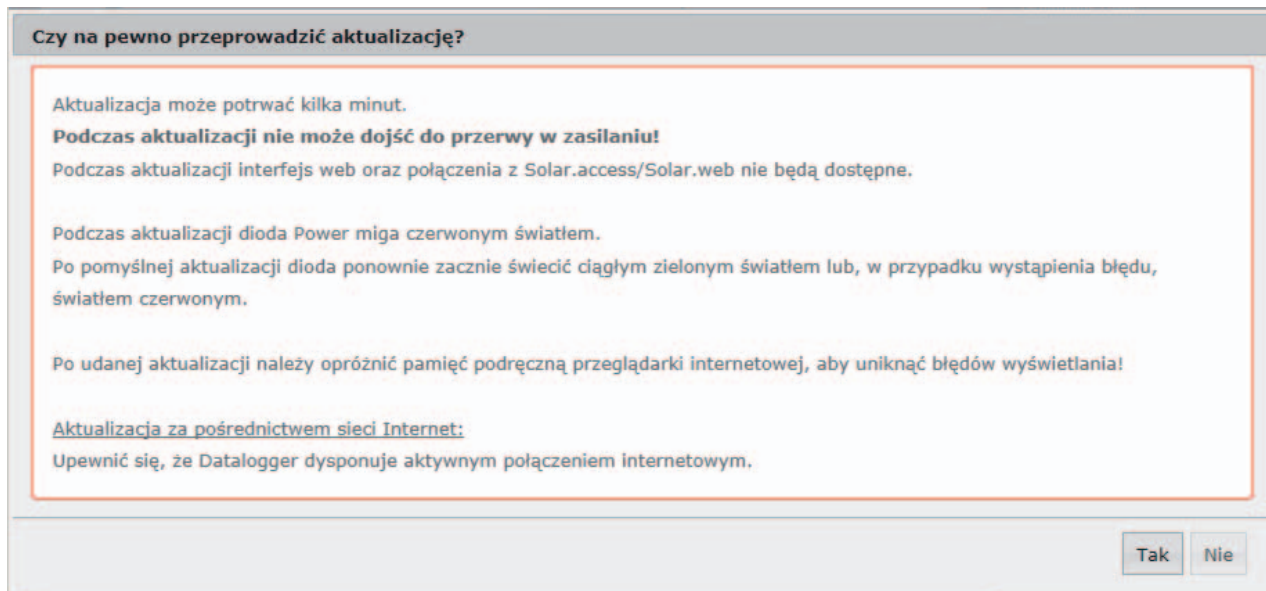 Czy na pewno przeprowadzić aktualizację?
Aktualizacja może potrwać kilka minut.
Podczas aktualizacji nie może dojść do przerwy w zasilaniu!
Podczas aktualizacji interfejs web oraz połączenia z Solar.access/Solar.web nie będą dostępne.
Podczas aktualizacji dioda Power miga czerwonym światłem.
Po pomyślnej aktualizacji dioda ponownie zacznie świecić ciągłym zielonym światłem lub, w przypadku wystąpienia błędu,
światłem czerwonym.
Po udanej aktualizacji należy opróżnić pamięć podręczną przeglądarki internetowej, aby uniknąć błędów wyświetlania!
Aktualizacja za pośrednictwem sieci Internet:
Upewnić się, że Datalogger dysponuje aktywnym połączeniem internetowym.
Tak Nie